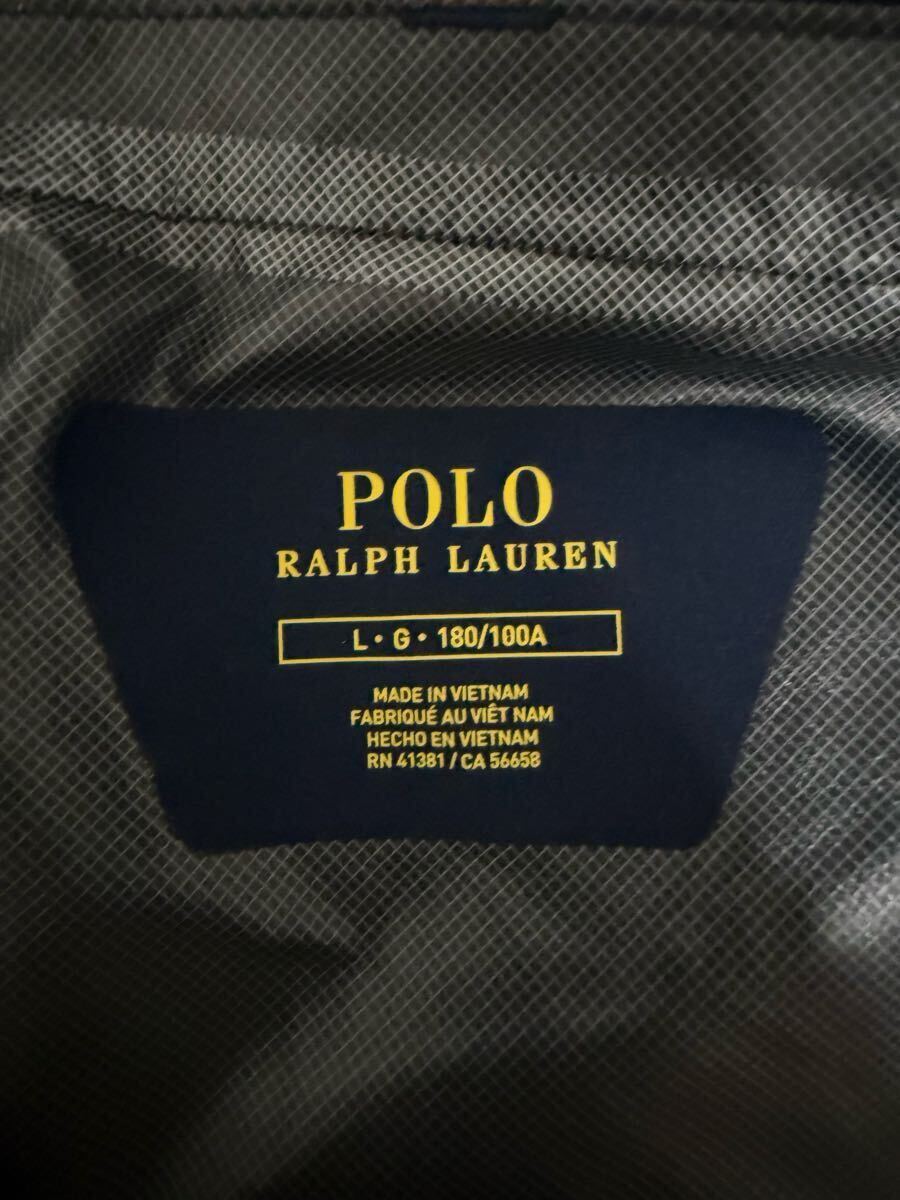 POLO
RALPH LAUREN
L • G • 180/100A
MADE IN VIETNAM
FABRIQUÉ AU VIÊT NAM
HECHO EN VIETNAM
RN 41381 / CA 56658